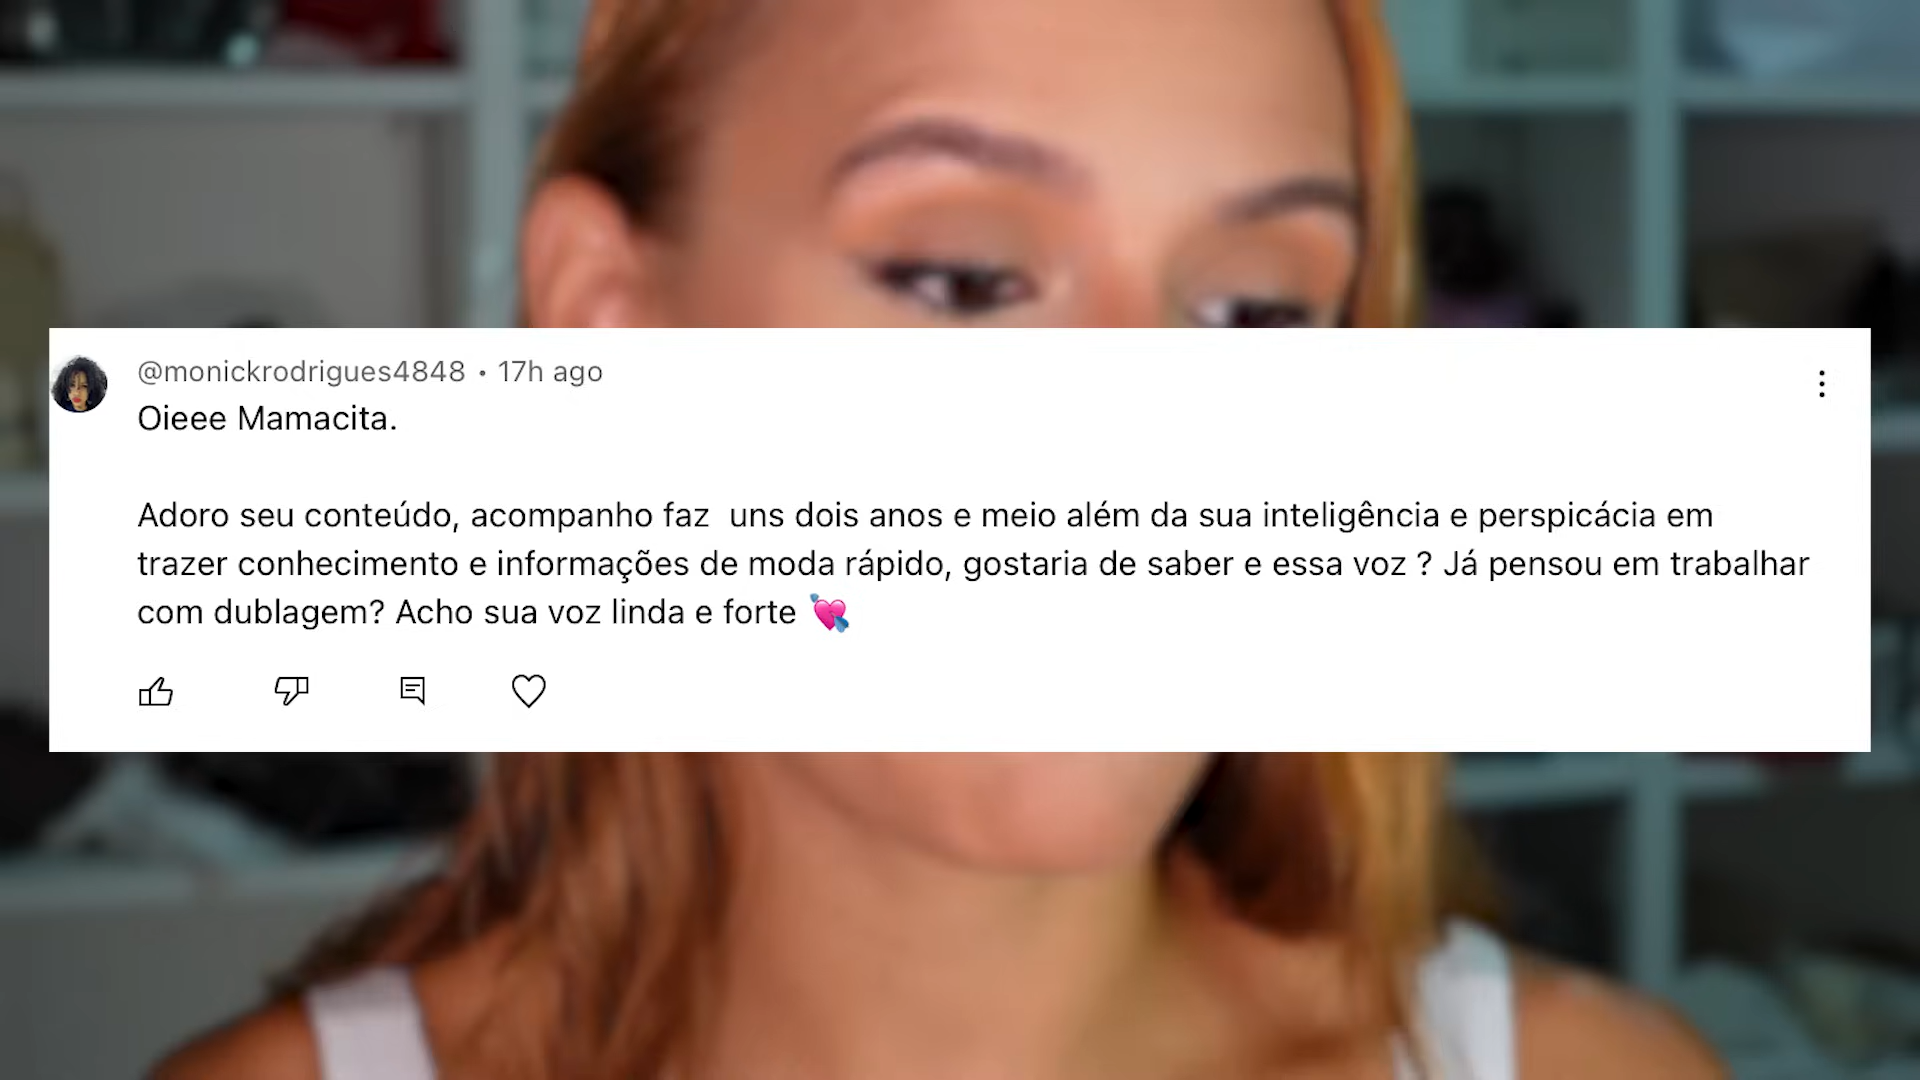 @monickrodrigues4848 • 17h ago
Oieee Mamacita.
Adoro seu conteúdo, acompanho faz  uns dois anos e meio além da sua inteligência e perspicácia em
trazer conhecimento e informações de moda rápido, gostaria de saber e essa voz ? Já pensou em trabalhar
com dublagem? Acho sua voz linda e forte 💘